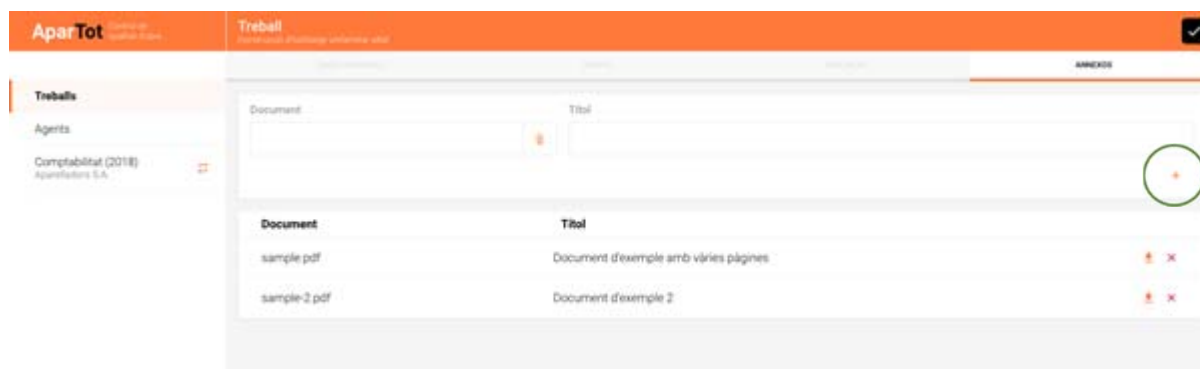 AparTot
Treball
ANNEXOS
Treballs
Agents
Comptabilitat (2018)
Aparelladors S.A.
Document
Títol
Document
Títol
sample.pdf
Document d'exemple amb vàries pàgines
sample-2.pdf
Document d'exemple 2